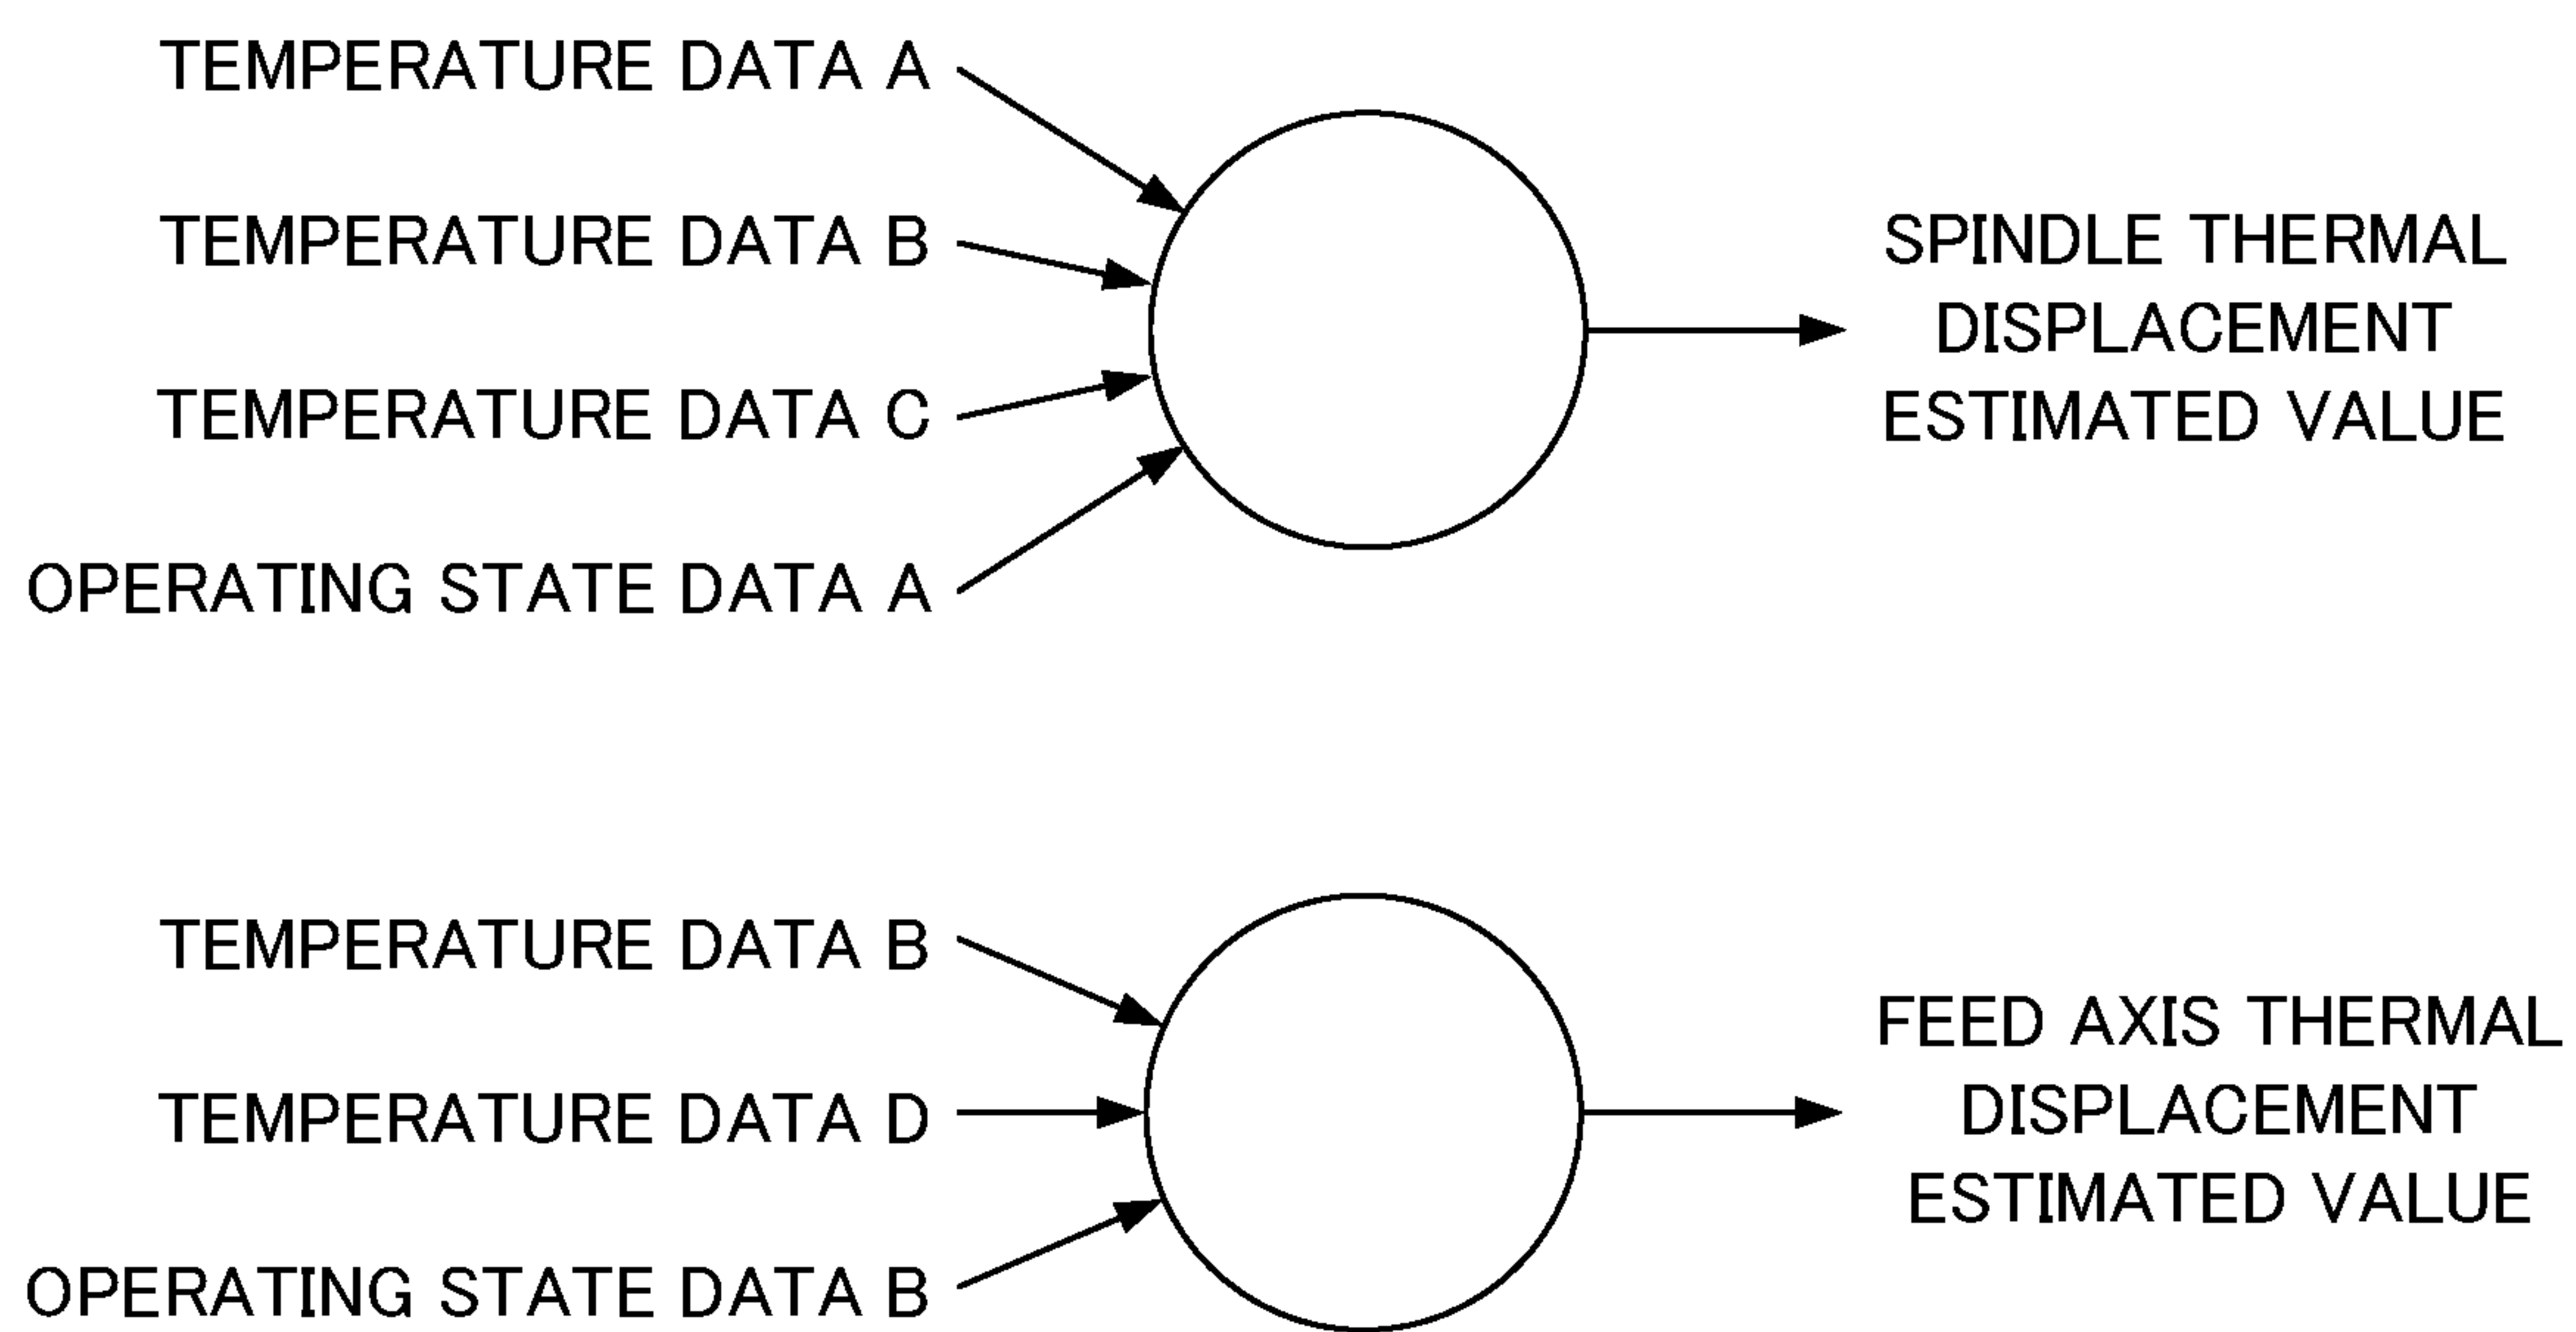 TEMPERATURE DATA A
TEMPERATURE DATA B
TEMPERATURE DATA C
OPERATING STATE DATA A
SPINDLE THERMAL
DISPLACEMENT
ESTIMATED VALUE
TEMPERATURE DATA B
TEMPERATURE DATA D
OPERATING STATE DATA B
FEED AXIS THERMAL
DISPLACEMENT
ESTIMATED VALUE